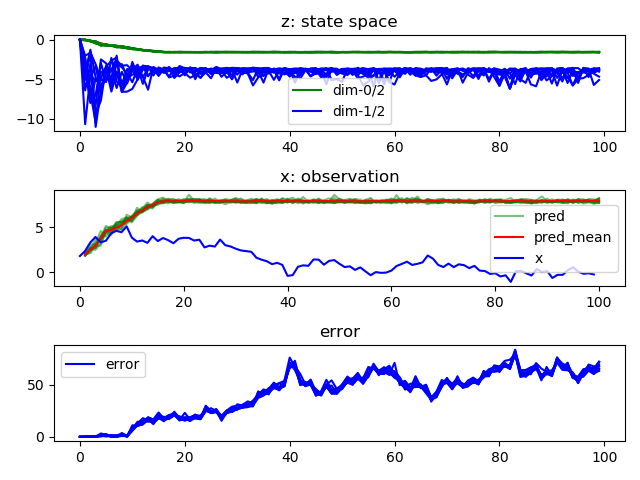 z: state space
0
−5
−10
dim-0/2
dim-1/2
0 20 40 60 80 100
x: observation
5
0
pred
pred_mean
x
0 20 40 60 80 100
error
50
0
error
0 20 40 60 80 100